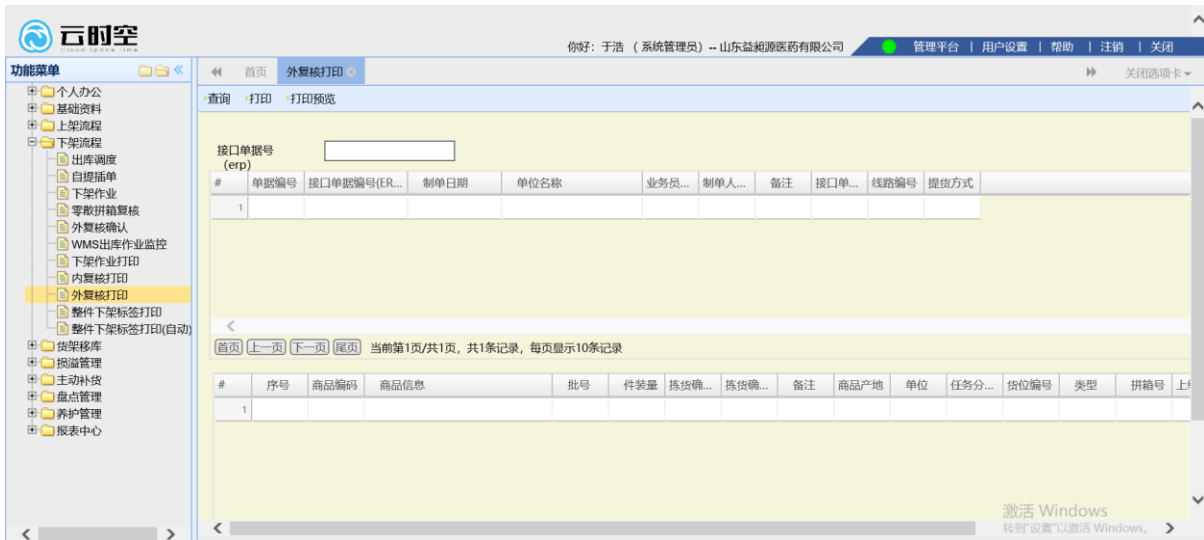 云时空
Cloud Space Time
你好：于浩 （系统管理员）-- 山东益昶源医药有限公司
管理平台 | 用户设置 | 帮助 | 注销 | 关闭
功能菜单
首页 外复核打印
关闭选项卡
查询 打印 打印预览
个人办公
基础资料
上架流程
下架流程
出库调度
自提插单
下架作业
零散拼箱复核
外复核确认
WMS出库作业监控
下架作业打印
内复核打印
外复核打印
整件下架标签打印
整件下架标签打印(自动)
货架移库
损溢管理
主动补货
盘点管理
养护管理
报表中心
接口单据号
(erp)
# 单据编号 接口单据编号(ER... 制单日期 单位名称 业务员... 制单人... 备注 接口单... 线路编号 提货方式
1
首页 上一页 下一页 尾页 当前第1页/共1页，共1条记录，每页显示10条记录
# 序号 商品编码 商品信息 批号 件装量 拣货确... 拣货确... 备注 商品产地 单位 任务分... 货位编号 类型 拼箱号
1
激活 Windows
转到"设置"以激活 Windows。